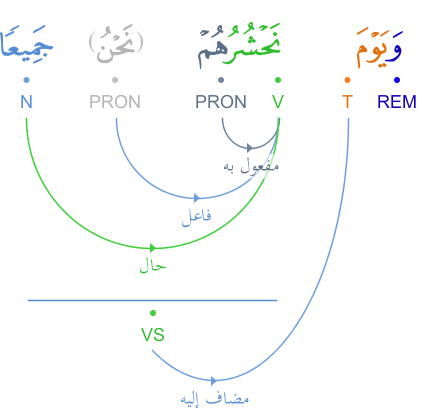 وَيَوْمَ نَحْشُرُهُمْ (نَحْنُ) جَمِيعًا
REM T V PRON PRON N
مفعول به
فاعل
حال
VS
مضاف إليه